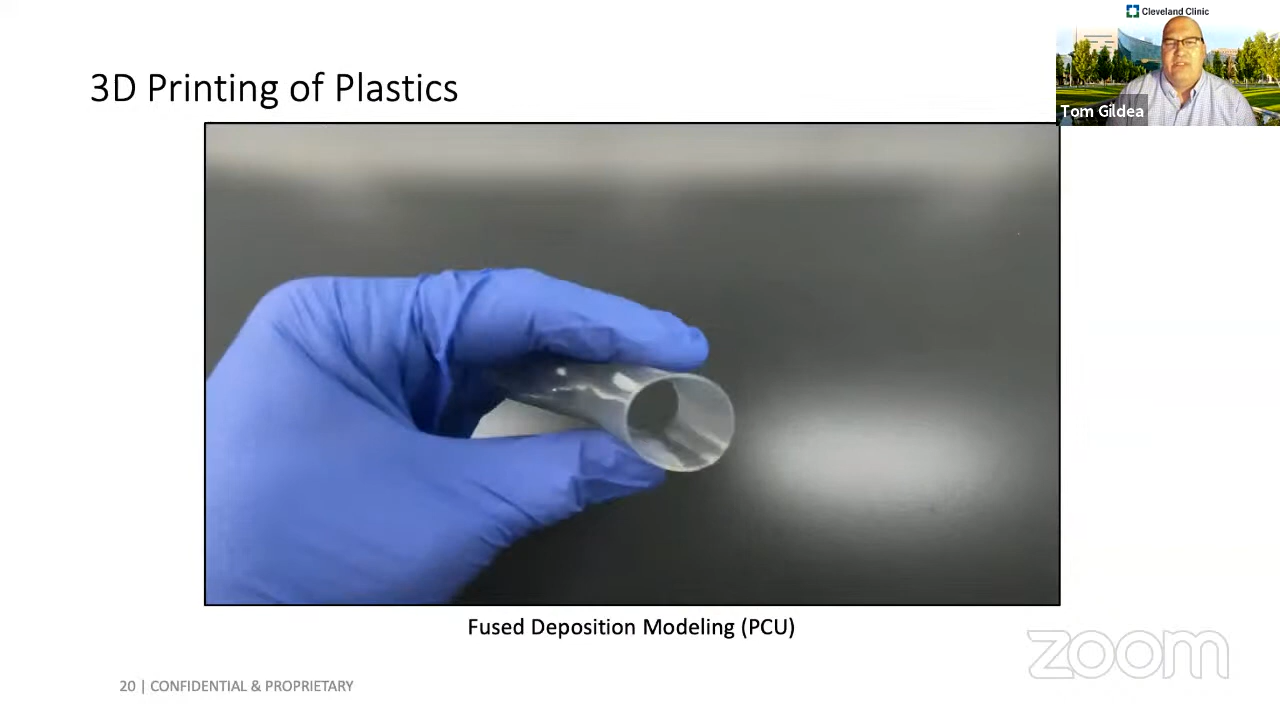 Cleveland Clinic
3D Printing of Plastics
Tom Gildea
Fused Deposition Modeling (PCU)
zoom
20 | CONFIDENTIAL & PROPRIETARY